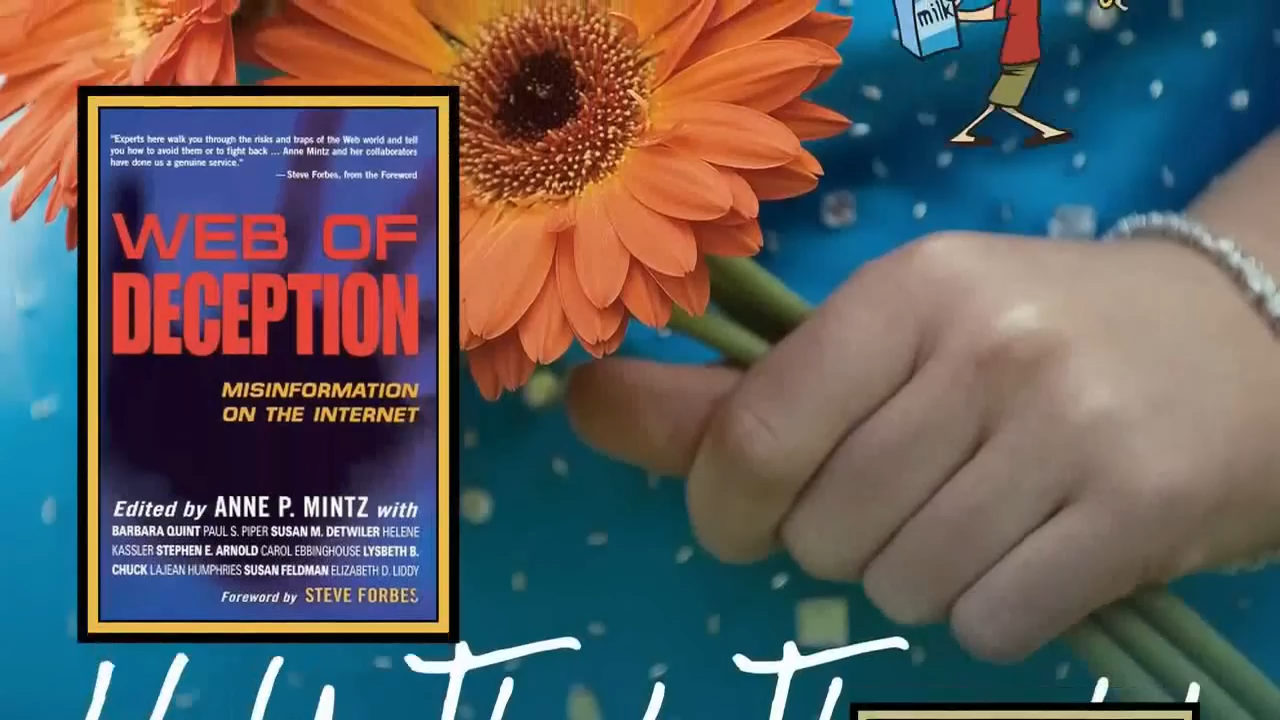 milk
"Experts here walk you through the risks and traps of the Web world and tell
you how to avoid them or to fight back ... Anne Mintz and her collaborators
have done us a genuine service."
—Steve Forbes, from the Foreword
WEB OF
DECEPTION
MISINFORMATION
ON THE INTERNET
Edited by ANNE P. MINTZ with
BARBARA QUINT PAUL S. PIPER SUSAN M. DETWILER HELENE
KASSLER STEPHEN E. ARNOLD CAROL EBBINGHOUSE LYSBETH B.
CHUCK LAJEAN HUMPHRIES SUSAN FELDMAN ELIZABETH D. LIDDY
Foreword by STEVE FORBES